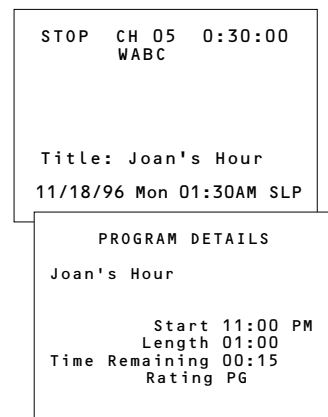 STOP CH 05 0:30:00
WABC
Title: Joan's Hour
11/18/96 Mon 01:30AM SLP
PROGRAM DETAILS
Joan's Hour
Start 11:00 PM
Length 01:00
Time Remaining 00:15
Rating PG